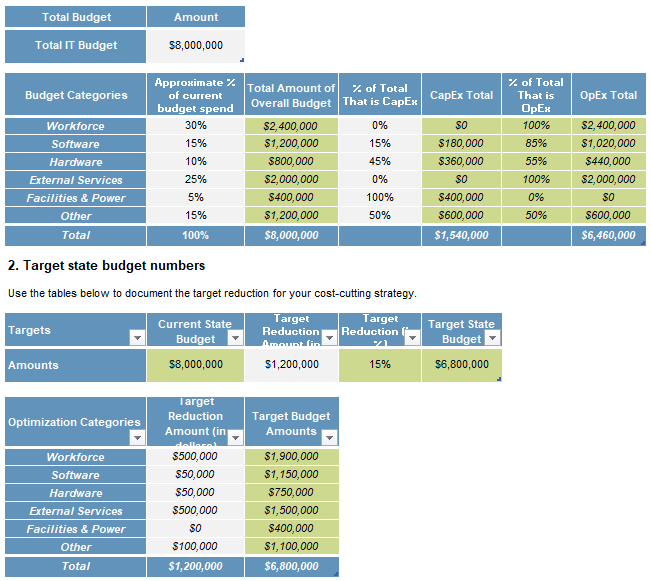 Total Budget Amount
Total IT Budget $8,000,000
Budget Categories Approximate % of current budget spend Total Amount of Overall Budget % of Total That is CapEx CapEx Total % of Total That is OpEx OpEx Total
Workforce 30% $2,400,000 0% $0 100% $2,400,000
Software 15% $1,200,000 15% $180,000 85% $1,020,000
Hardware 10% $800,000 45% $360,000 55% $440,000
External Services 25% $2,000,000 0% $0 100% $2,000,000
Facilities & Power 5% $400,000 100% $400,000 0% $0
Other 15% $1,200,000 50% $600,000 50% $600,000
Total 100% $8,000,000 $1,540,000 $6,460,000
2. Target state budget numbers
Use the tables below to document the target reduction for your cost-cutting strategy.
Targets Current State Budget Target Reduction Amount (in Target Reduction (i %) Target State Budget
Amounts $8,000,000 $1,200,000 15% $6,800,000
Optimization Categories Target Reduction Amount (in dollars) Target Budget Amounts
Workforce $500,000 $1,900,000
Software $50,000 $1,150,000
Hardware $50,000 $750,000
External Services $500,000 $1,500,000
Facilities & Power $0 $400,000
Other $100,000 $1,100,000
Total $1,200,000 $6,800,000